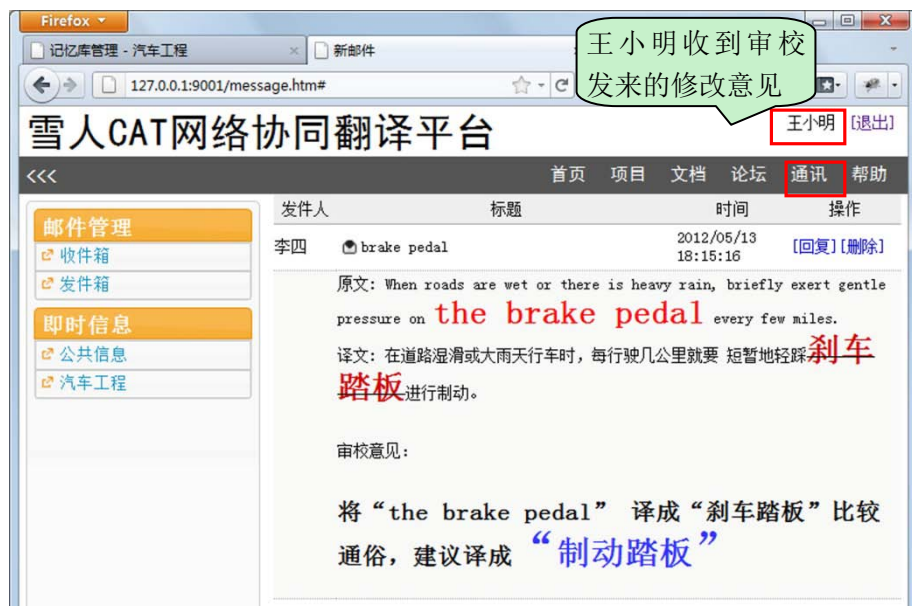 Firefox
记忆库管理 - 汽车工程
新邮件
王小明收到审校
发来的修改意见
127.0.0.1:9001/message.htm#
雪人CAT网络协同翻译平台
王小明 [退出]
<<<
首页 项目 文档 论坛 通讯 帮助
邮件管理
收件箱
发件箱
即时信息
公共信息
汽车工程
发件人 标题 时间 操作
李四 brake pedal 2012/05/13 [回复][删除]
18:15:16
原文: When roads are wet or there is heavy rain, briefly exert gentle
pressure on the brake pedal every few miles.
译文: 在道路湿滑或大雨天行车时，每行驶几公里就要 短暂地轻踩刹车
踏板进行制动。
审校意见:
将“the brake pedal” 译成“刹车踏板”比较
通俗，建议译成 “制动踏板”